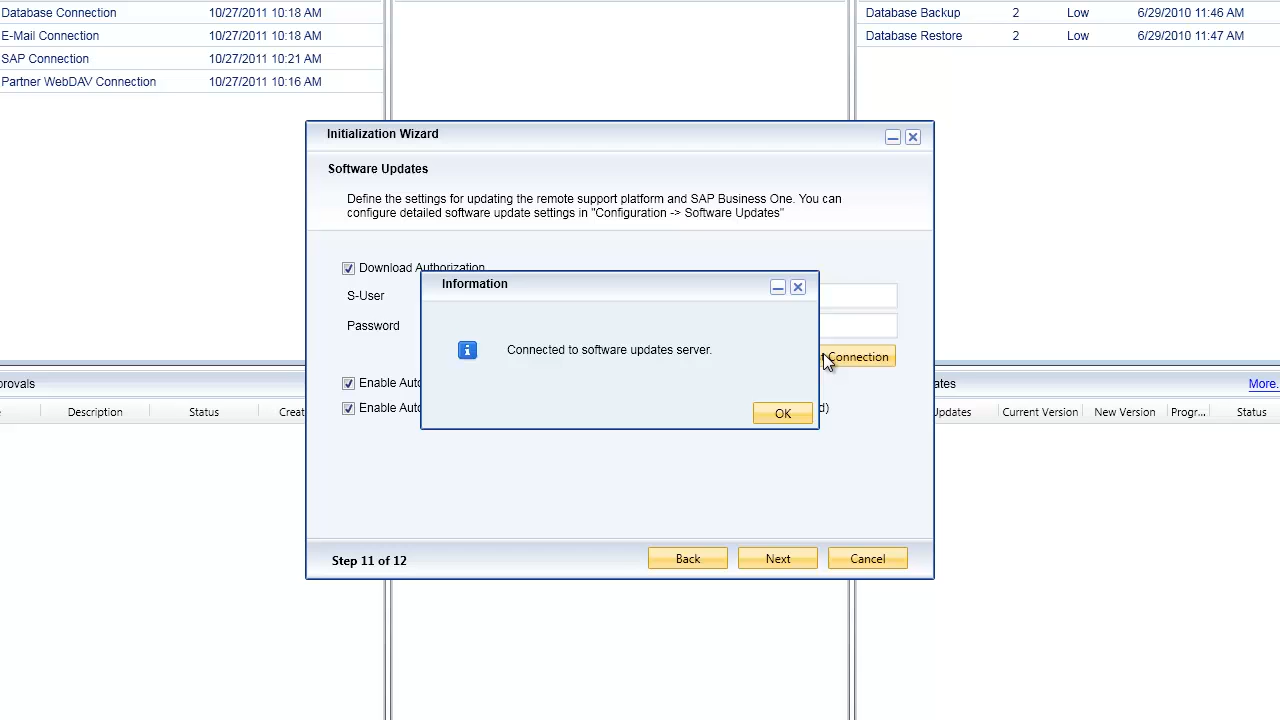 Database Connection 10/27/2011 10:18 AM
E-Mail Connection 10/27/2011 10:18 AM
SAP Connection 10/27/2011 10:21 AM
Partner WebDAV Connection 10/27/2011 10:16 AM
Database Backup 2 Low 6/29/2010 11:46 AM
Database Restore 2 Low 6/29/2010 11:47 AM
Initialization Wizard
Software Updates
Define the settings for updating the remote support platform and SAP Business One. You can
configure detailed software update settings in "Configuration -> Software Updates"
Download Authorization
S-User
Password
Connection
Enable Auto
Enable Auto
d)
Information
Connected to software updates server.
OK
Step 11 of 12
Back Next Cancel
provals
Description Status Creat
ates More.
Updates Current Version New Version Progr... Status